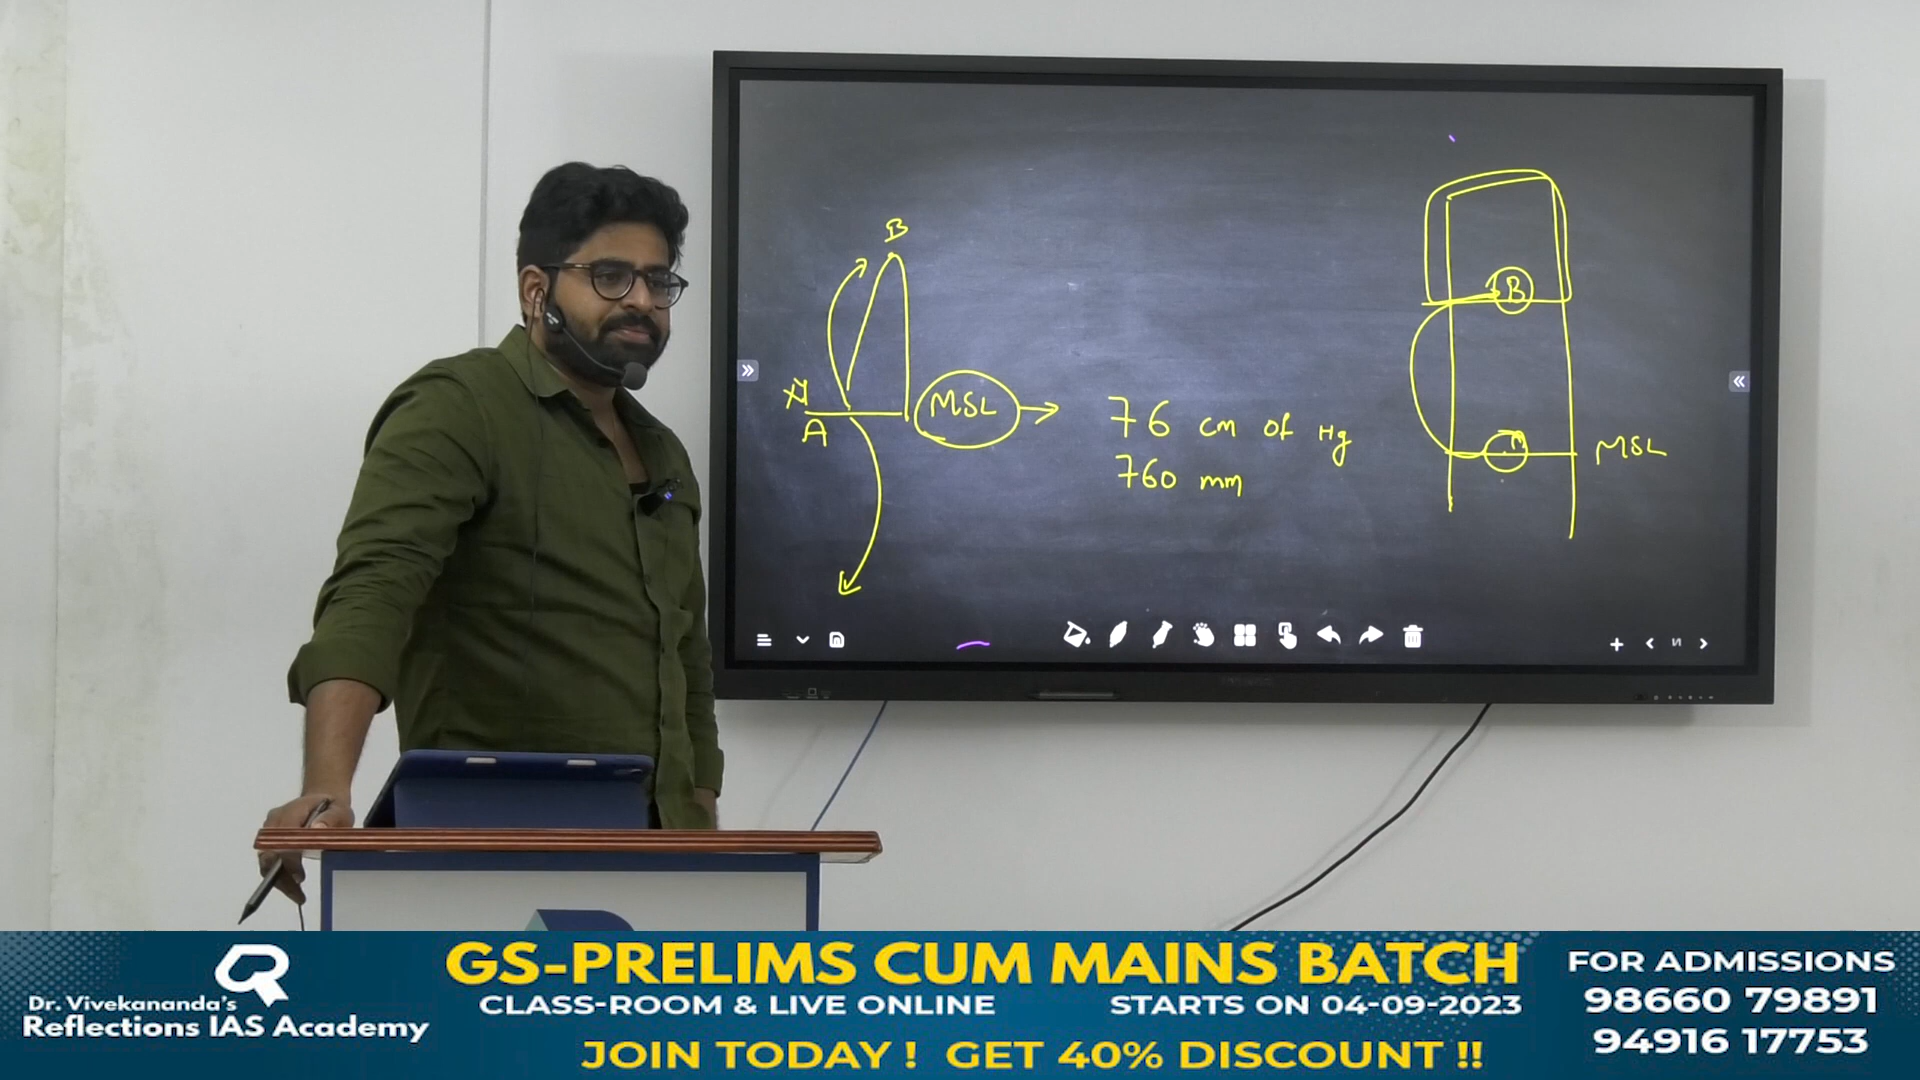 B
A
MSL
76 cm of Hg
760 mm
B
MSL
Dr. Vivekananda's
Reflections IAS Academy
GS-PRELIMS CUM MAINS BATCH
CLASS-ROOM & LIVE ONLINE STARTS ON 04-09-2023
JOIN TODAY ! GET 40% DISCOUNT !!
FOR ADMISSIONS
98660 79891
94916 17753